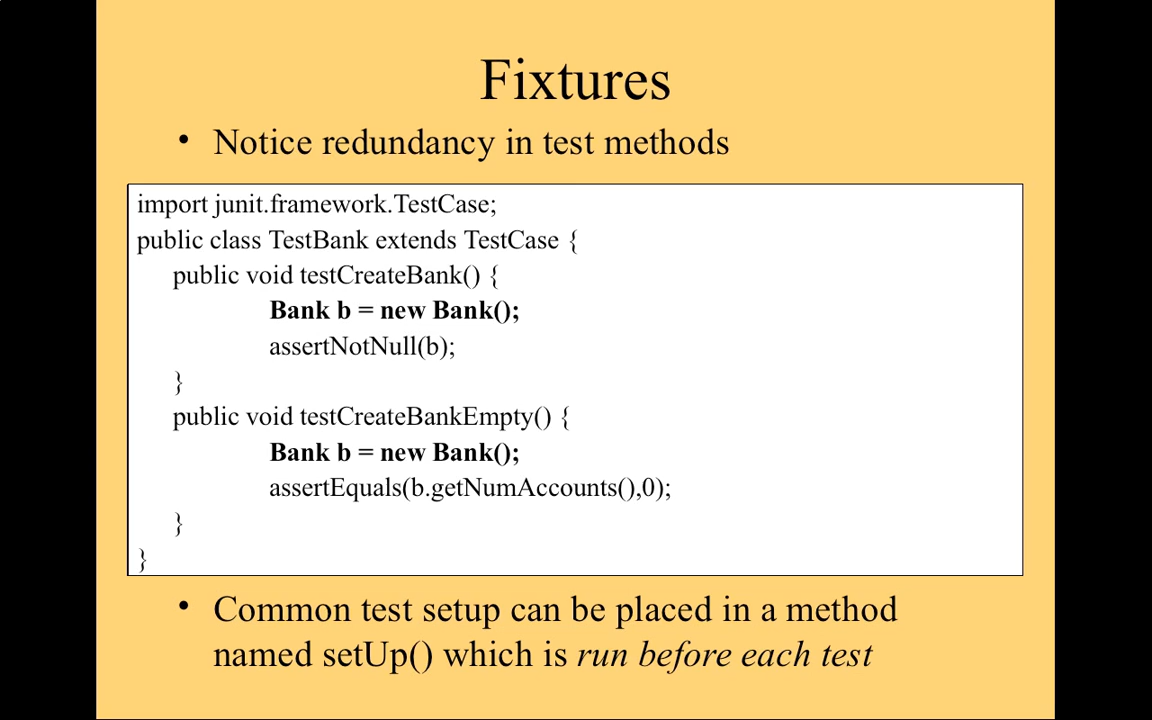 Fixtures
• Notice redundancy in test methods
import junit.framework.TestCase;
public class TestBank extends TestCase {
public void testCreateBank() {
Bank b = new Bank();
assertNotNull(b);
}
public void testCreateBankEmpty() {
Bank b = new Bank();
assertEquals(b.getNumAccounts(),0);
}
}
• Common test setup can be placed in a method
named setUp() which is run before each test